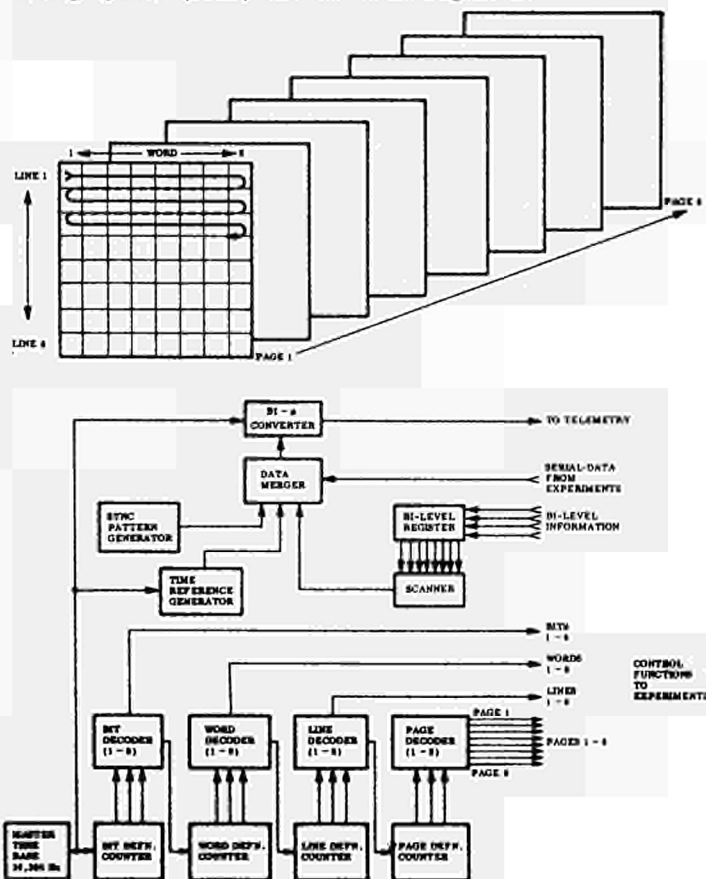 1 WORD 8
LINE 1
LINE 8
PAGE 1
PAGE 8
CONVERTER
TO TELEMETRY
DATA
MERGER
SERIAL-DATA
FROM
EXPERIMENTS
SYNC
PATTERN
GENERATOR
BI-LEVEL
REGISTER
BI-LEVEL
INFORMATION
TIME
REFERENCE
GENERATOR
SCANNER
BITS
1 - 8
WORDS
1 - 8
LINES
1 - 8
CONTROL
FUNCTIONS
TO
EXPERIMENTS
BIT
DECODER
(1 - 8)
WORD
DECODER
(1 - 8)
LINE
DECODER
(1 - 8)
PAGE
DECODER
(1 - 8)
PAGE 1
PAGES 1 - 8
PAGE 8
MASTER
TIME
BASE
Hz
BIT DEFN.
COUNTER
WORD DEFN.
COUNTER
LINE DEFN.
COUNTER
PAGE DEFN.
COUNTER